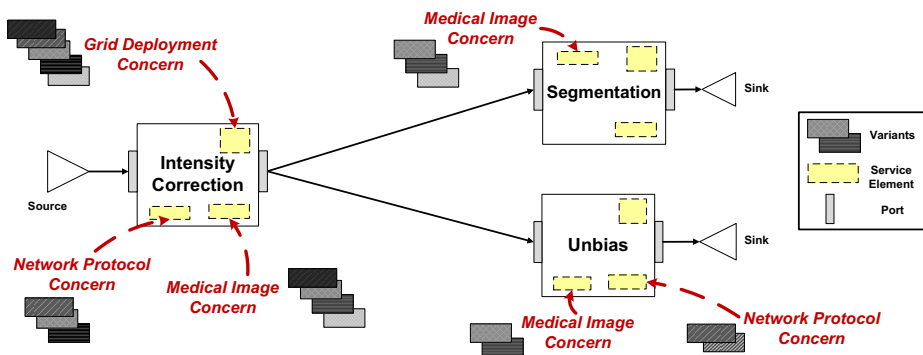 Grid Deployment
Concern
Medical Image
Concern
Segmentation
Sink
Variants
Service
Element
Port
Intensity
Correction
Source
Unbias
Sink
Network Protocol
Concern
Medical Image
Concern
Medical Image
Concern
Network Protocol
Concern